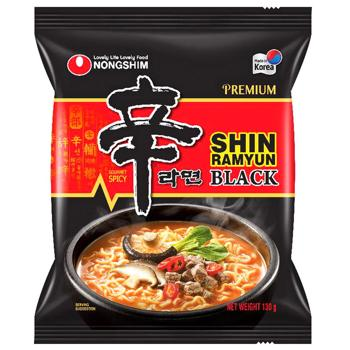 Lovely Life Lovely Food
NONGSHIM
Made in
Korea
PREMIUM
辛
라면
GOURMET
SPICY
SHIN
RAMYUN
BLACK
SERVING
SUGGESTION
NET WEIGHT 130 g